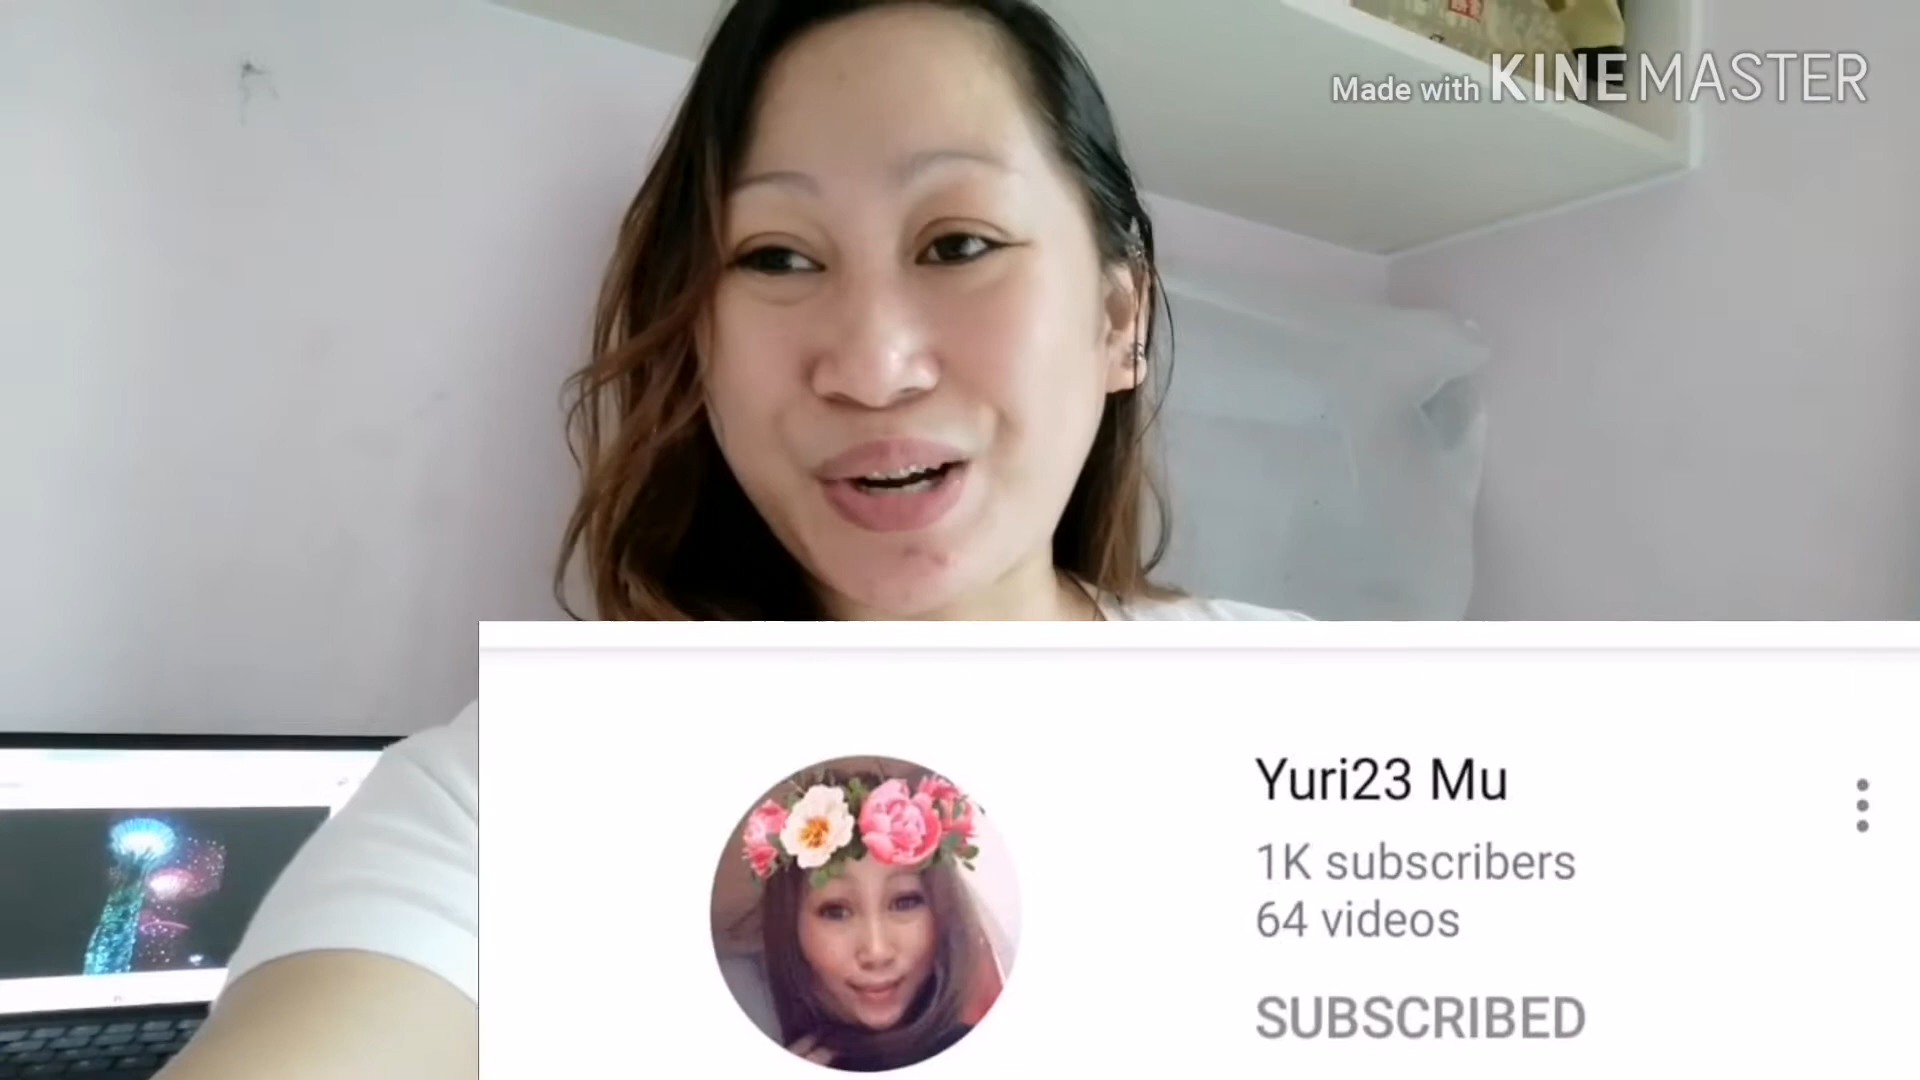 Made with KINEMASTER
Yuri23 Mu
1K subscribers
64 videos
SUBSCRIBED